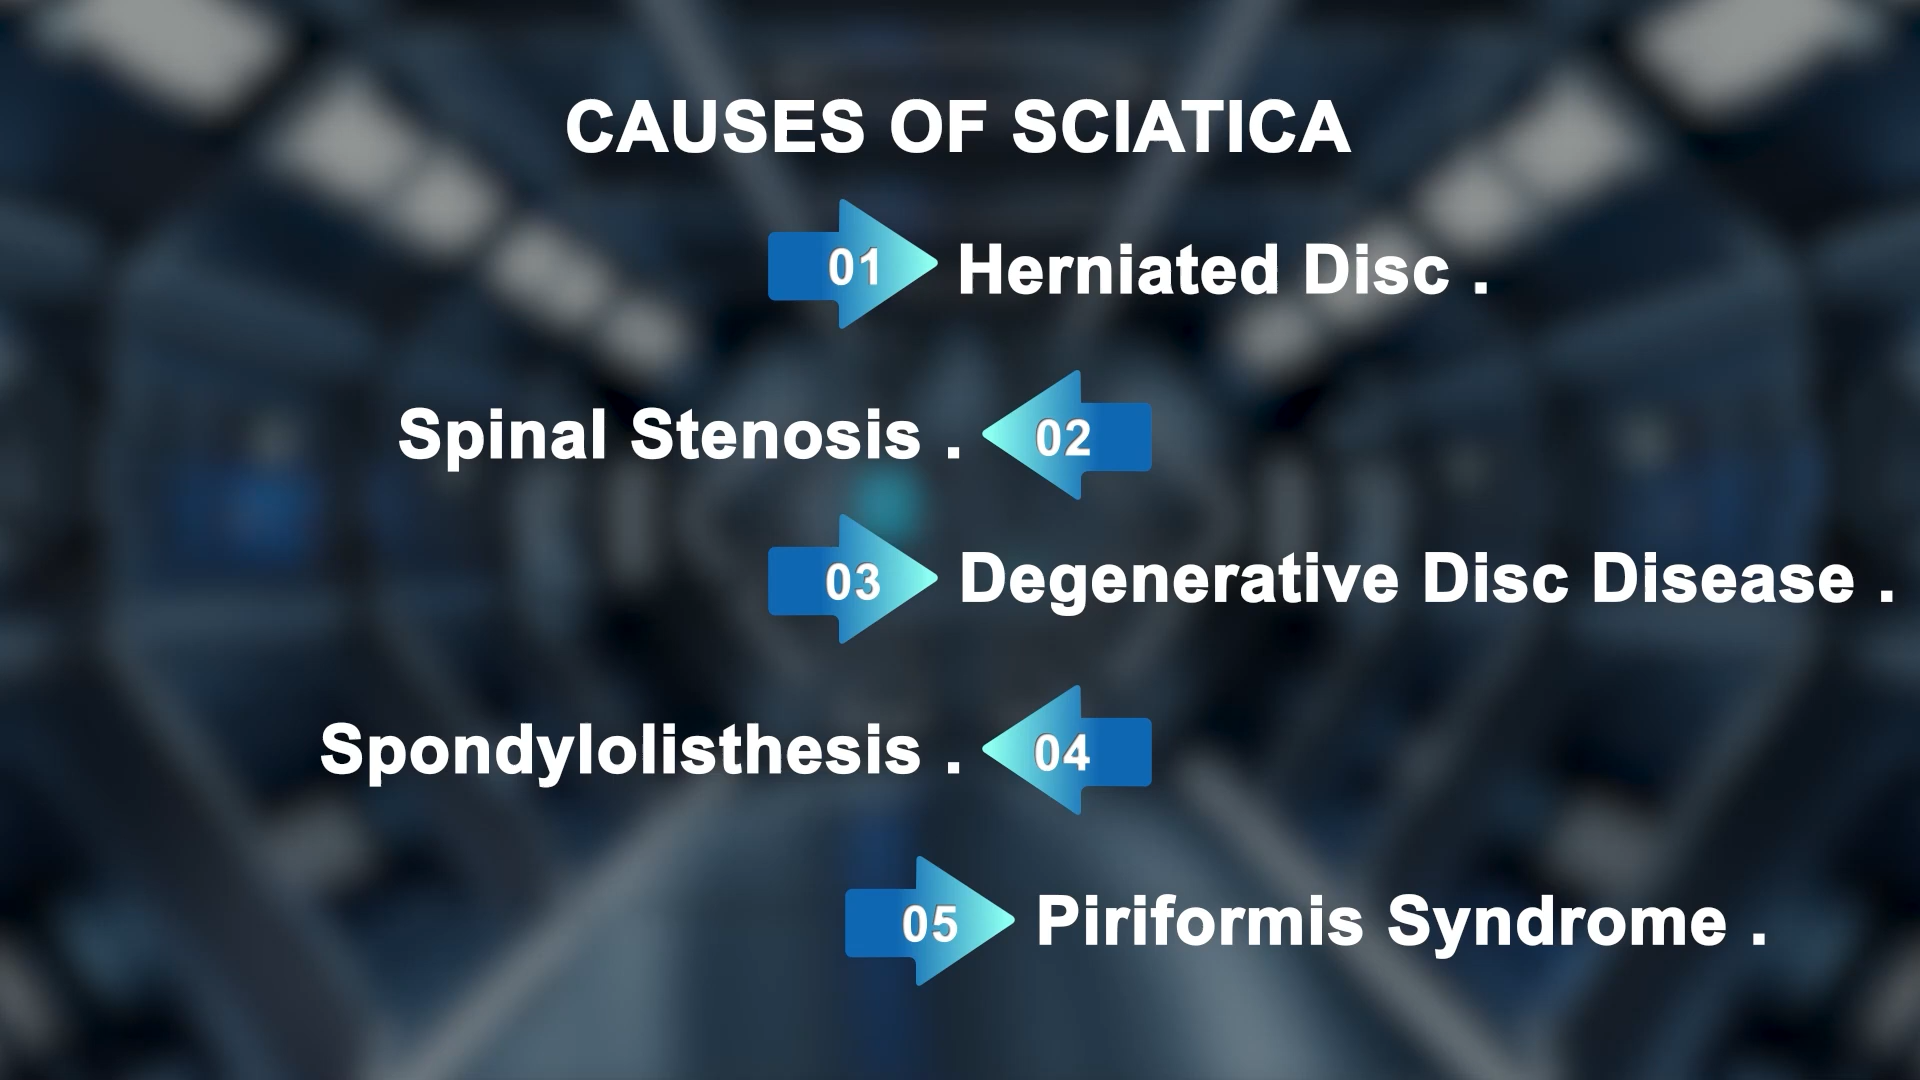 CAUSES OF SCIATICA
01 Herniated Disc .
Spinal Stenosis . 02
03 Degenerative Disc Disease .
Spondylolisthesis . 04
05 Piriformis Syndrome .